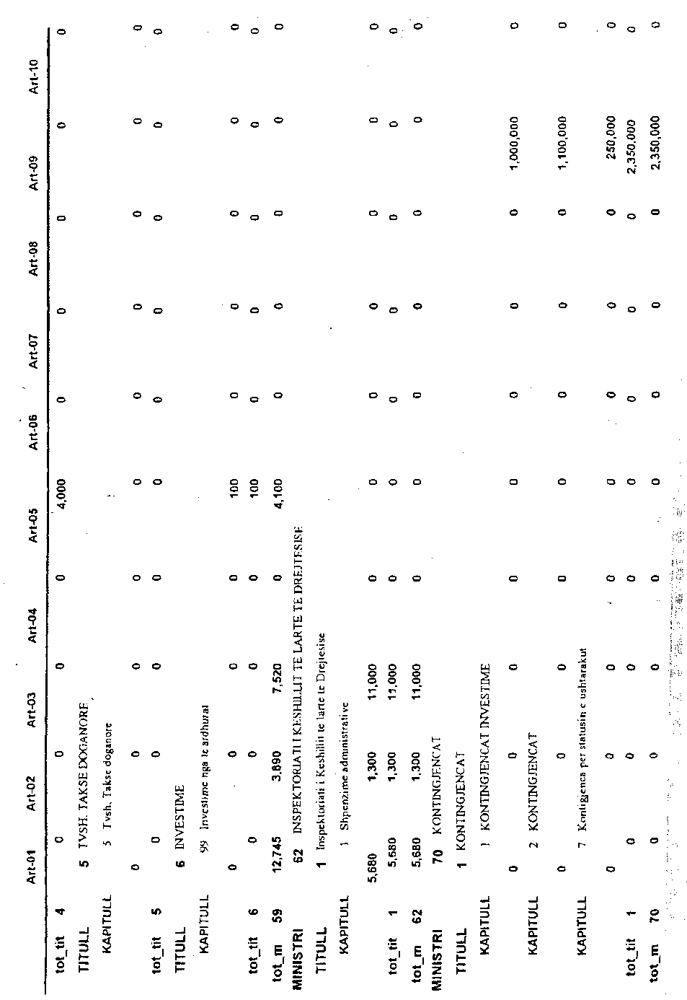 Art-01 Art-02 Art-03 Art-04 Art-05 Art-06 Art-07 Art-08 Art-09 Art-10
tot_tit 4 0 0 0 0 4,000 0 0 0 0 0
TITULL 5 TVSH. TAKSE DOGANORE
KAPITULL 5 Tvsh. Takse doganore
0 0 0 0 0 0 0 0 0 0
tot_tit 5 0 0 0 0 0 0 0 0 0 0
TITULL 6 INVESTIME
KAPITULL 99 Investime nga te ardhurat
0 0 0 0 100 0 0 0 0 0
tot_tit 6 0 0 0 0 100 0 0 0 0 0
tot_m 59 12,745 3,890 7,520 0 4,100 0 0 0 0 0
MINISTRI 62 INSPEKTORIATI I KESHILLIT TE LARTE TE DREJTESISE
TITULL 1 Inspektoriati i Keshillit te larte te Drejtesise
KAPITULL 1 Shpenzime administrative
5,680 1,300 11,000 0 0 0 0 0 0 0
tot_tit 1 5,680 1,300 11,000 0 0 0 0 0 0 0
tot_m 62 5,680 1,300 11,000 0 0 0 0 0 0 0
MINISTRI 70 KONTINGJENCAT
TITULL 1 KONTINGJENCAT
KAPITULL 1 KONTINGJENCAT INVESTIME
0 0 0 0 0 0 0 0 1,000,000 0
KAPITULL 2 KONTINGJENCAT
0 0 0 0 0 0 0 0 1,100,000 0
KAPITULL 7 Kontigjenca per statusin e ushtarakut
0 0 0 0 0 0 0 0 250,000 0
tot_tit 1 0 0 0 0 0 0 0 0 2,350,000 0
tot_m 70 0 0 0 0 0 0 0 0 2,350,000 0